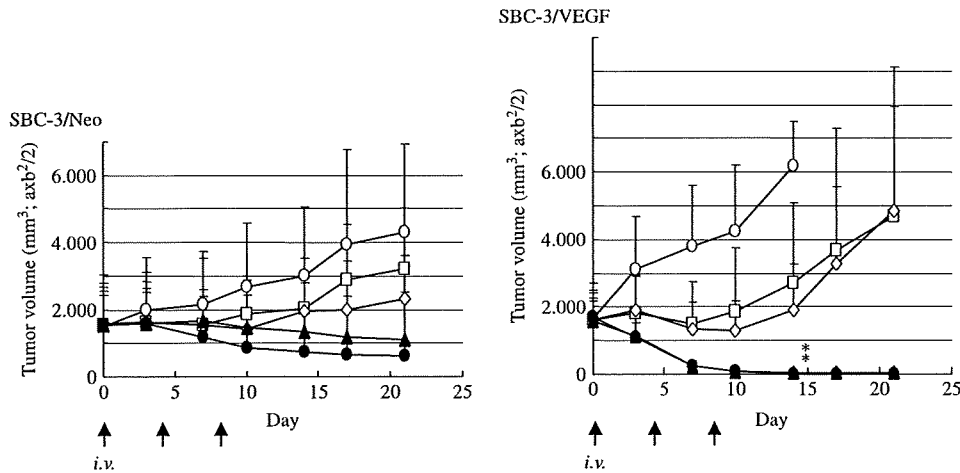 SBC-3/VEGF
SBC-3/Neo
Tumor volume (mm³; axb²/2)
6.000
4.000
2.000
0
0 5 10 15 20 25
Day
i.v.
Tumor volume (mm³; axb²/2)
8.000
6.000
4.000
2.000
0
*
*
0 5 10 15 20 25
Day
i.v.